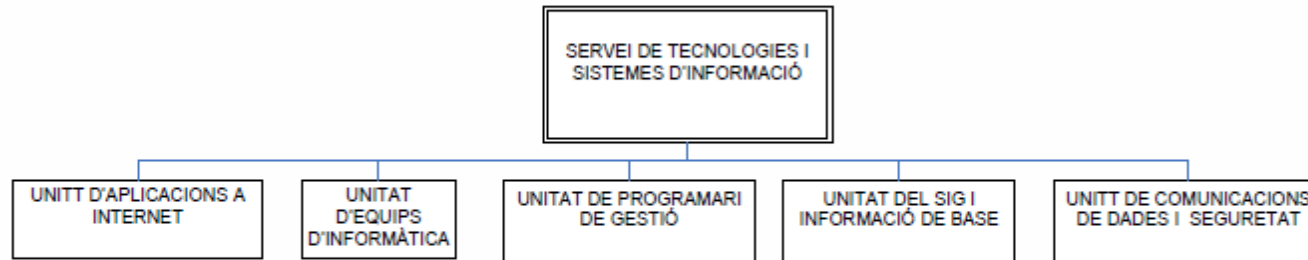 SERVEI DE TECNOLOGIES I
SISTEMES D'INFORMACIÓ
UNITT D'APLICACIONS A
INTERNET
UNITAT
D'EQUIPS
D'INFORMÀTICA
UNITAT DE PROGRAMARI
DE GESTIÓ
UNITAT DEL SIG I
INFORMACIÓ DE BASE
UNITT DE COMUNICACIONS
DE DADES I SEGURETAT